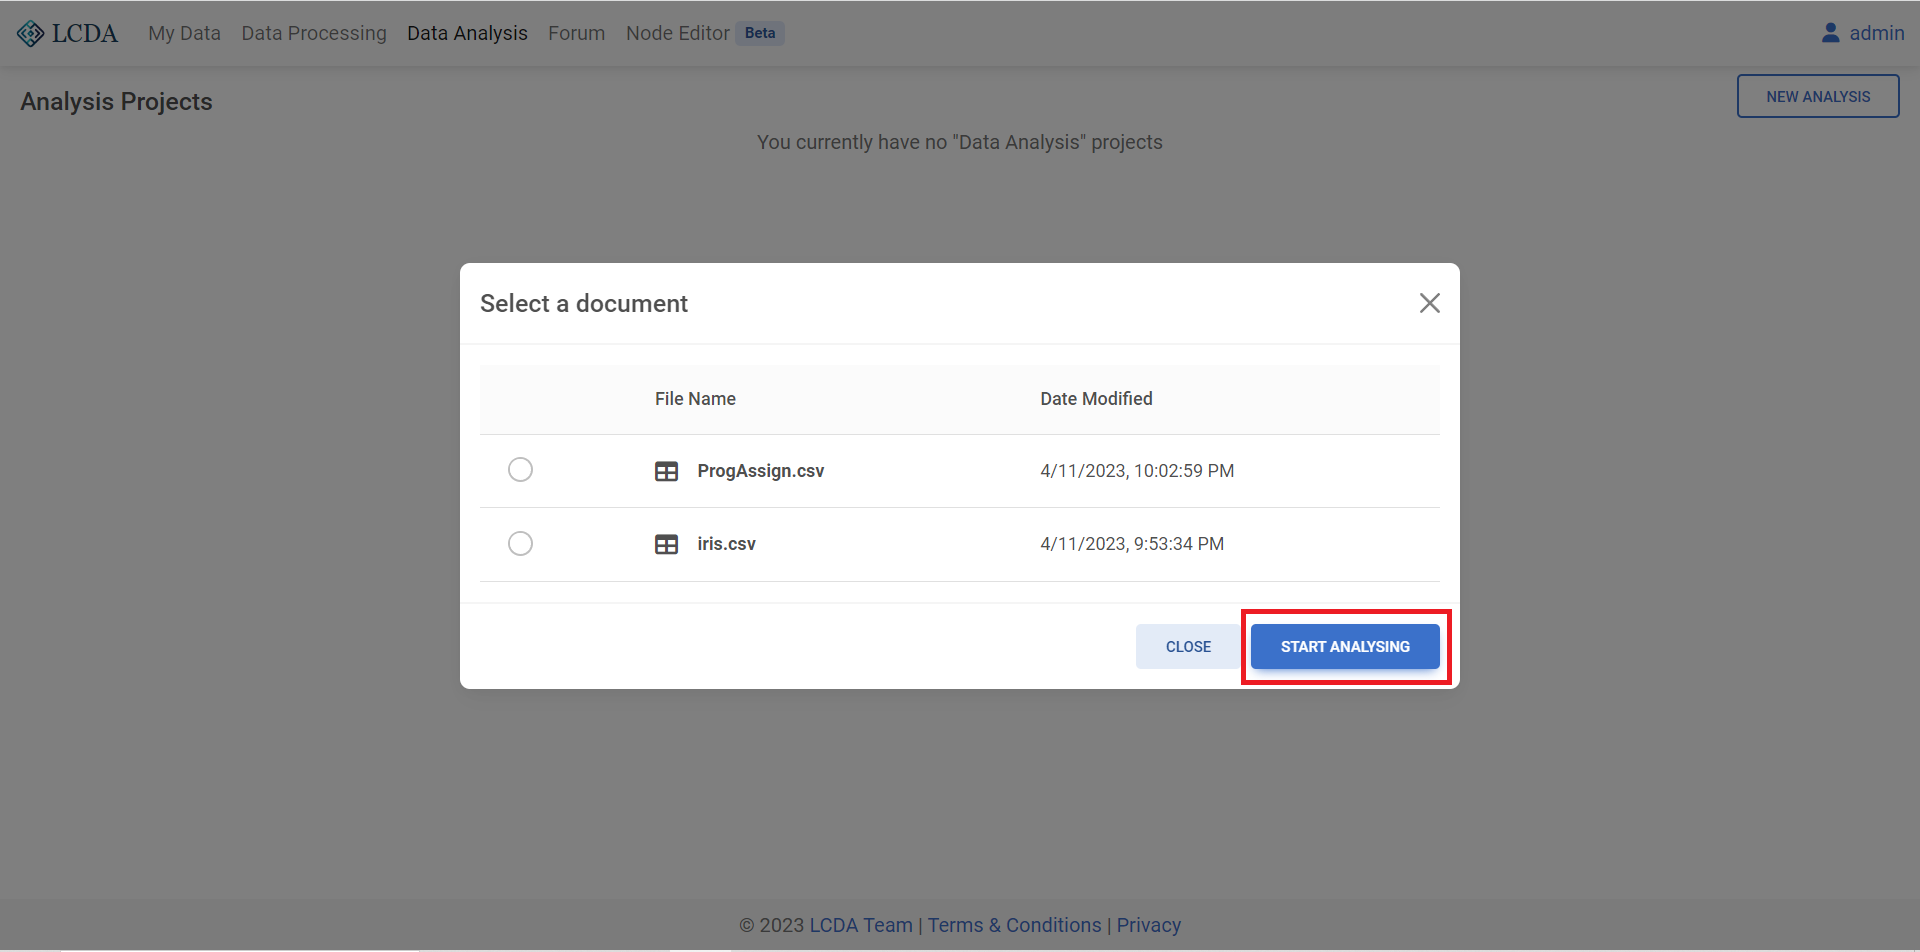 LCDA My Data Data Processing Data Analysis Forum Node Editor Beta admin
Analysis Projects NEW ANALYSIS
You currently have no "Data Analysis" projects
Select a document
File Name Date Modified
ProgAssign.csv 4/11/2023, 10:02:59 PM
iris.csv 4/11/2023, 9:53:34 PM
CLOSE START ANALYSING
© 2023 LCDA Team | Terms & Conditions | Privacy